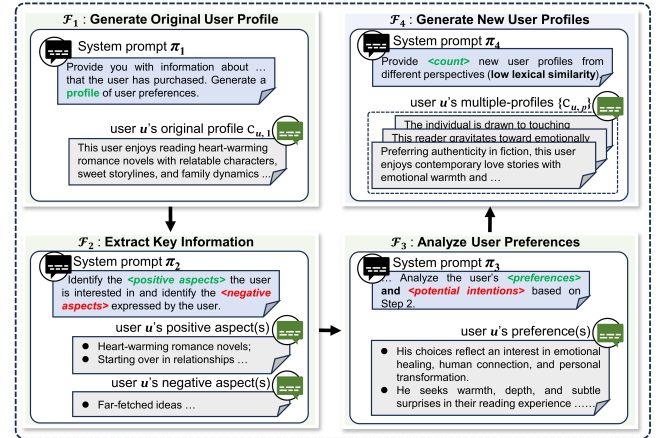 𝓕₁ : Generate Original User Profile
System prompt π₁
Provide you with information about …
that the user has purchased. Generate a
profile of user preferences.
user u's original profile C_{u,1}
This user enjoys reading heart-warming
romance novels with relatable characters,
sweet storylines, and family dynamics ...
𝓕₄ : Generate New User Profiles
System prompt π₄
Provide <count> new user profiles from
different perspectives (low lexical similarity).
user u's multiple-profiles {C_{u,p}}
The individual is drawn to touching
This reader gravitates toward emotionally
Preferring authenticity in fiction, this user
enjoys contemporary love stories with
emotional warmth and …
𝓕₂ : Extract Key Information
System prompt π₂
Identify the <positive aspects> the user
is interested in and identify the <negative
aspects> expressed by the user.
user u's positive aspect(s)
● Heart-warming romance novels;
● Starting over in relationships …
user u's negative aspect(s)
● Far-fetched ideas …
𝓕₃ : Analyze User Preferences
System prompt π₃
… Analyze the user's <preferences>
and <potential intentions> based on
Step 2.
user u's preference(s)
● His choices reflect an interest in emotional
healing, human connection, and personal
transformation.
● He seeks warmth, depth, and subtle
surprises in their reading experience ……